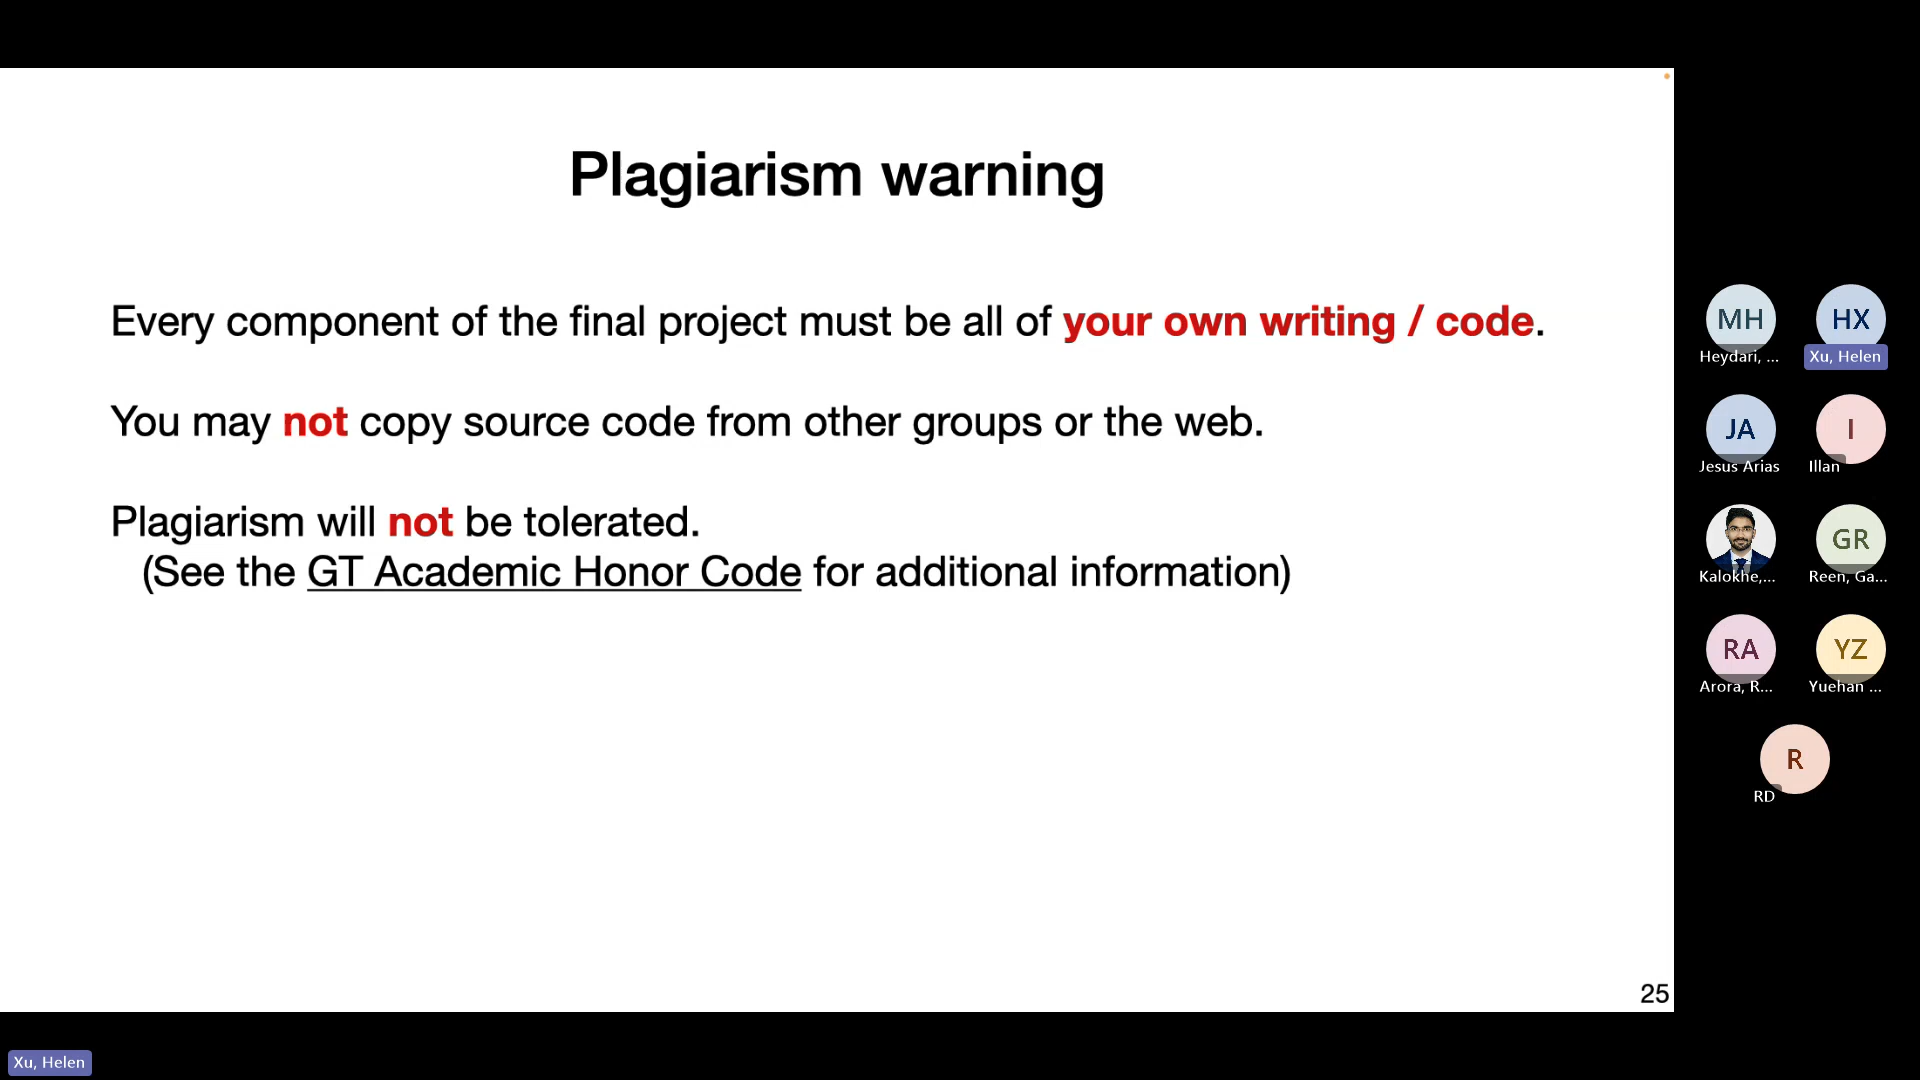 Plagiarism warning
Every component of the final project must be all of your own writing / code.
You may not copy source code from other groups or the web.
Plagiarism will not be tolerated.
(See the GT Academic Honor Code for additional information)
25
MH
HX
Heydari, ...
Xu, Helen
JA
I
Jesus Arias
Illan
GR
Kalokhe,...
Reen, Ga...
RA
YZ
Arora, R...
Yuehan ...
R
RD
Xu, Helen